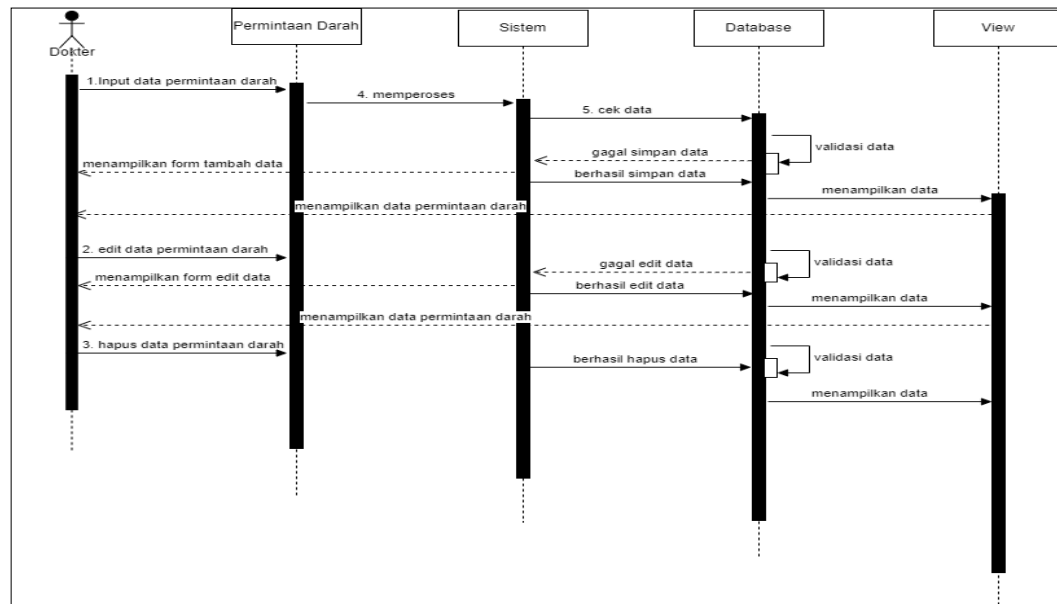 Permintaan Darah
Sistem
Database
View
Dokter
1.Input data permintaan darah
4. memperoses
5. cek data
validasi data
gagal simpan data
menampilkan form tambah data
berhasil simpan data
menampilkan data
menampilkan data permintaan darah
2. edit data permintaan darah
validasi data
gagal edit data
menampilkan form edit data
berhasil edit data
menampilkan data
menampilkan data permintaan darah
3. hapus data permintaan darah
validasi data
berhasil hapus data
menampilkan data